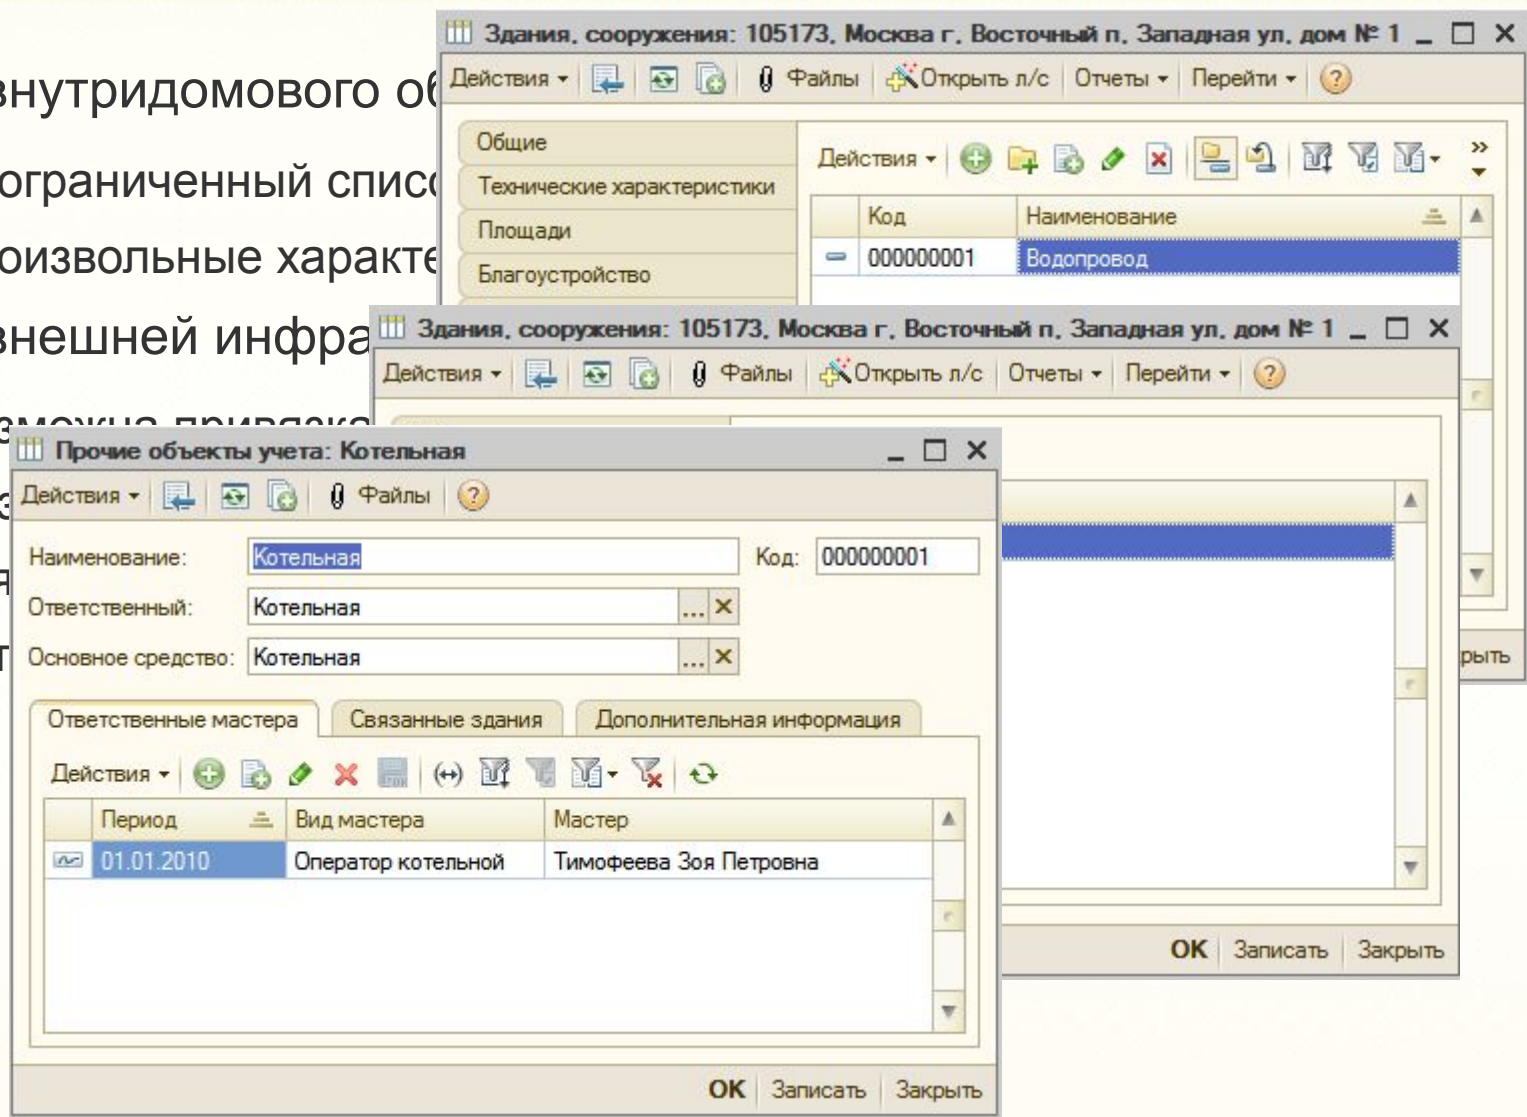 внутридомового
ограниченный
характе
внешней инфра
Здания, сооружения: 105173, Москва г, Восточный п, Западная ул, дом № 1
Действия Файлы Открыть л/с Отчеты Перейти
Общие
Технические характеристики
Площади
Благоустройство
Действия
Код Наименование
000000001 Водопровод
Здания, сооружения: 105173, Москва г, Восточный п, Западная ул, дом № 1
Действия Файлы Открыть л/с Отчеты Перейти
Прочие объекты учета: Котельная
Действия Файлы
Наименование: Котельная Код: 000000001
Ответственный: Котельная ...
Основное средство: Котельная ...
Ответственные мастера Связанные здания Дополнительная информация
Действия
Период Вид мастера Мастер
01.01.2010 Оператор котельной Тимофеева Зоя Петровна
OK Записать Закрыть
OK Записать Закрыть
рыть